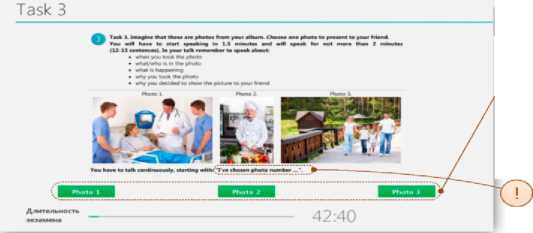 Task 3
3 Task 3. Imagine that these are photos from your album. Choose one photo to present to your friend.
You will have to start speaking in 1.5 minutes and will speak for not more than 2 minutes
(12-15 sentences). In your talk remember to speak about:
• when you took the photo
• what/who is in the photo
• what is happening
• why you took the photo
• why you decided to show the picture to your friend
Photo 1. Photo 2. Photo 3.
You have to talk continuously, starting with: "I've chosen photo number ...".
Photo 1 Photo 2 Photo 3
!
Длительность
экзамена
42:40